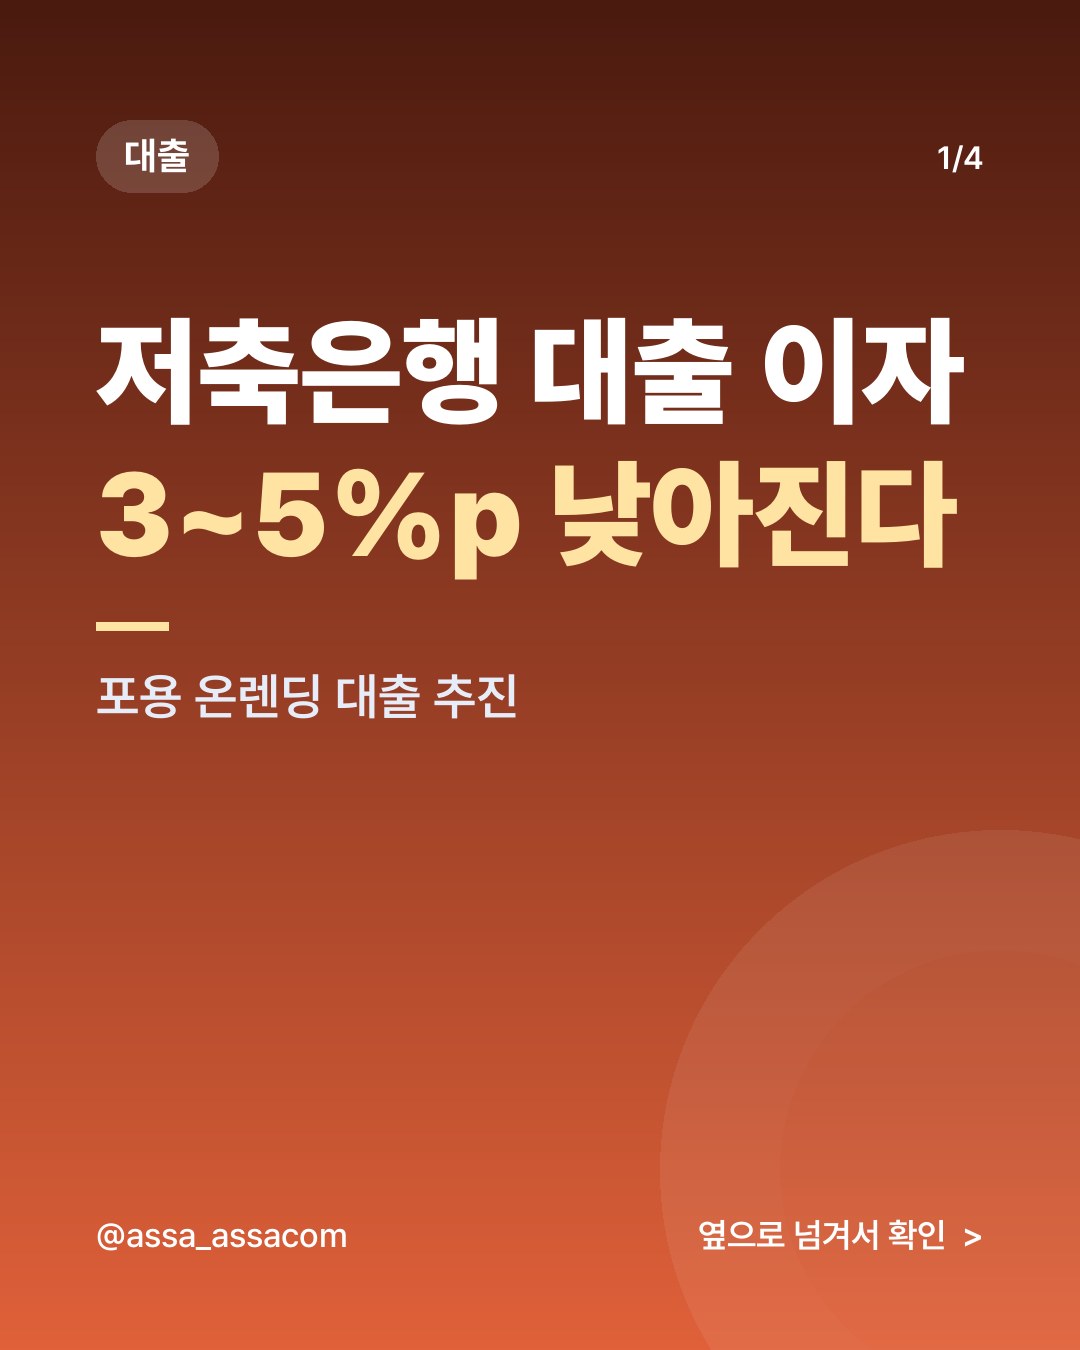 대출
1/4
저축은행 대출 이자
3~5%p 낮아진다
포용 온렌딩 대출 추진
@assa_assacom
옆으로 넘겨서 확인 >